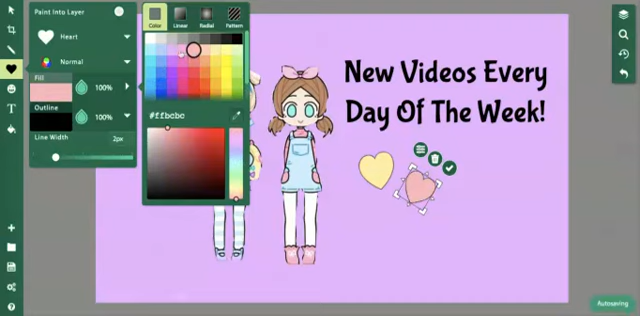 Paint Into Layer
Heart
Normal
Fill
100%
Outline
100%
Line Width
2px
Color
Linear
Radial
Pattern
#ffbcbc
New Videos Every
Day Of The Week!
T
Autosaving